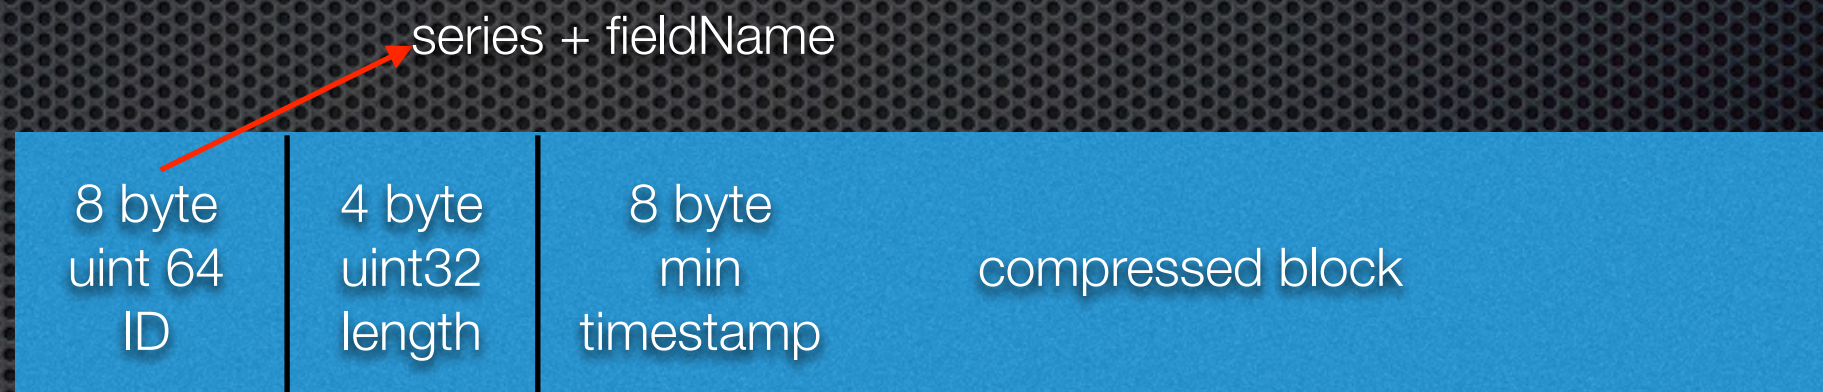 series + fieldName
8 byte
uint 64
ID
4 byte
uint32
length
8 byte
min
timestamp
compressed block